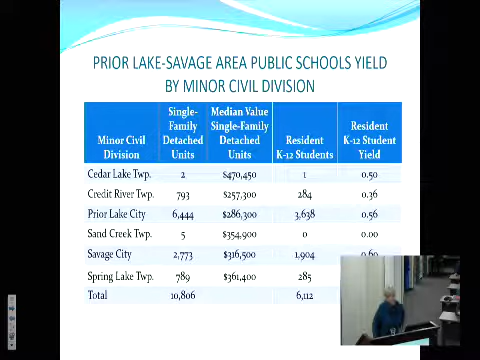 PRIOR LAKE-SAVAGE AREA PUBLIC SCHOOLS YIELD
BY MINOR CIVIL DIVISION
Minor Civil Division Single-Family Detached Units Median Value Single-Family Detached Units Resident K-12 Students Resident K-12 Student Yield
Cedar Lake Twp. 2 $470,450 1 0.50
Credit River Twp. 793 $257,300 284 0.36
Prior Lake City 6,444 $286,300 3,638 0.56
Sand Creek Twp. 5 $354,900 0 0.00
Savage City 2,773 $316,500 1,904 0.69
Spring Lake Twp. 789 $361,400 285
Total 10,806 6,112